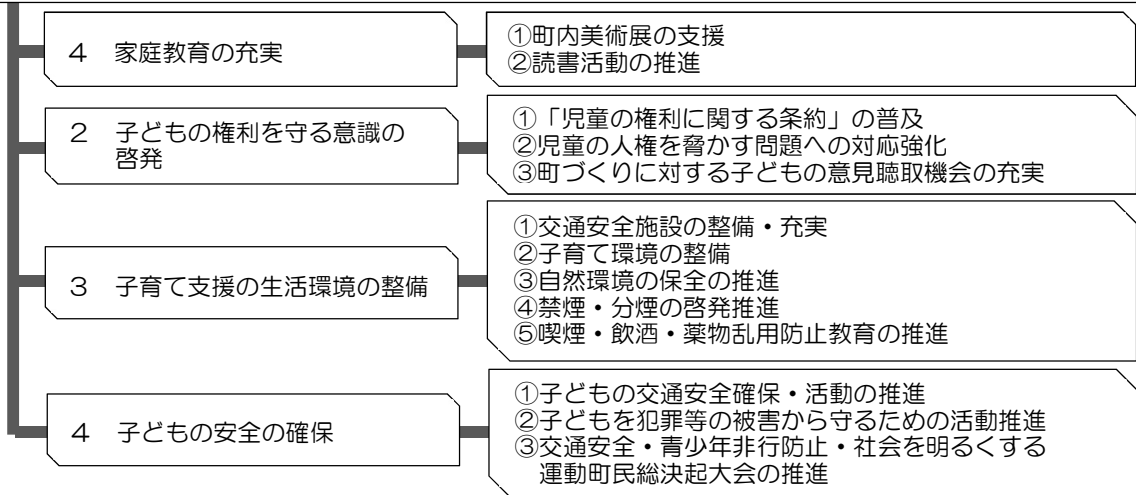 ４　家庭教育の充実
①町内美術展の支援
②読書活動の推進
２　子どもの権利を守る意識の
啓発
①「児童の権利に関する条約」の普及
②児童の人権を脅かす問題への対応強化
③町づくりに対する子どもの意見聴取機会の充実
３　子育て支援の生活環境の整備
①交通安全施設の整備・充実
②子育て環境の整備
③自然環境の保全の推進
④禁煙・分煙の啓発推進
⑤喫煙・飲酒・薬物乱用防止教育の推進
４　子どもの安全の確保
①子どもの交通安全確保・活動の推進
②子どもを犯罪等の被害から守るための活動推進
③交通安全・青少年非行防止・社会を明るくする
運動町民総決起大会の推進